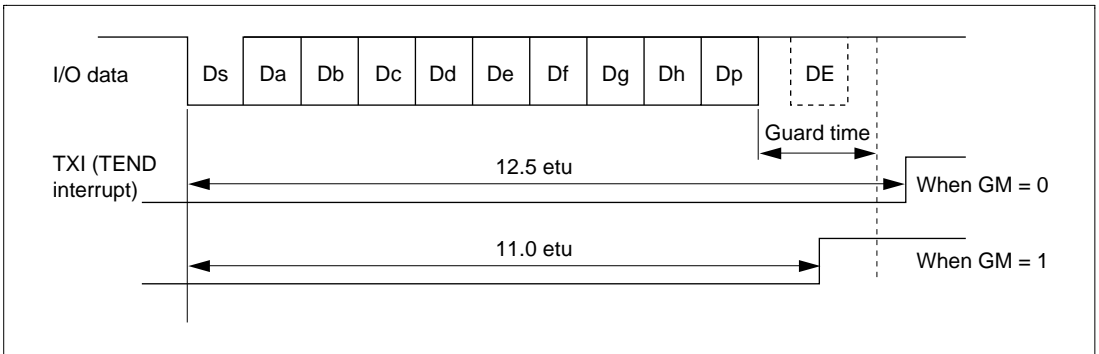 I/O data
Ds Da Db Dc Dd De Df Dg Dh Dp DE
Guard time
TXI (TEND
interrupt)
12.5 etu
When GM = 0
11.0 etu
When GM = 1